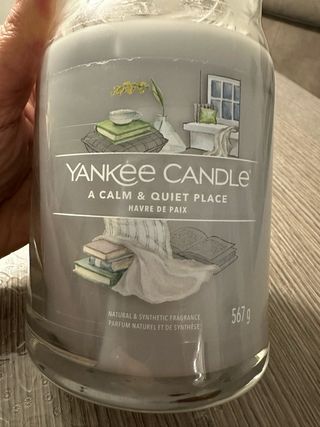 YANKEE CANDLE®
A CALM & QUIET PLACE
HAVRE DE PAIX
NATURAL & SYNTHETIC FRAGRANCE
PARFUM NATUREL ET DE SYNTHÈSE
567 g